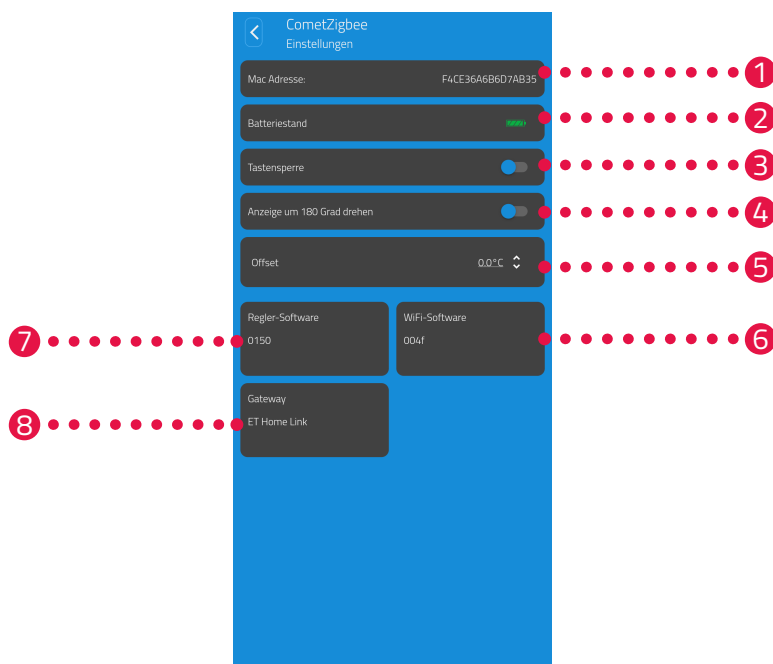 CometZigbee
Einstellungen
Mac Adresse: F4CE36A6B6D7AB35
1
Batteriestand
2
Tastensperre
3
Anzeige um 180 Grad drehen
4
Offset 0.0°C
5
Regler-Software
0150
7
WiFi-Software
004f
6
Gateway
ET Home Link
8